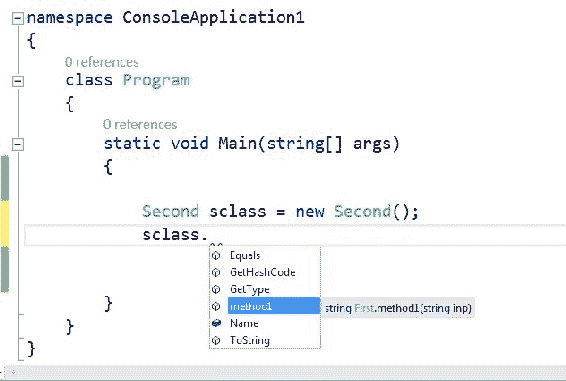 namespace ConsoleApplication1
{
0 references
class Program
{
0 references
static void Main(string[] args)
{
Second sclass = new Second();
sclass.
Equals
GetHashCode
GetType
method1
string First.method1(string inp)
Name
ToString
}
}
}